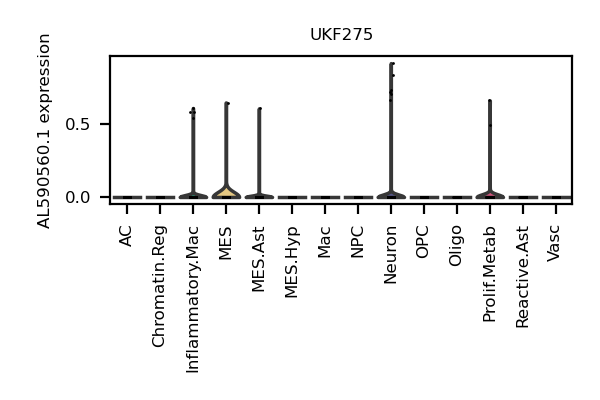 UKF275
AL590560.1 expression
0.5
0.0
AC
Chromatin.Reg
Inflammatory.Mac
MES
MES.Ast
MES.Hyp
Mac
NPC
Neuron
OPC
Oligo
Prolif.Metab
Reactive.Ast
Vasc